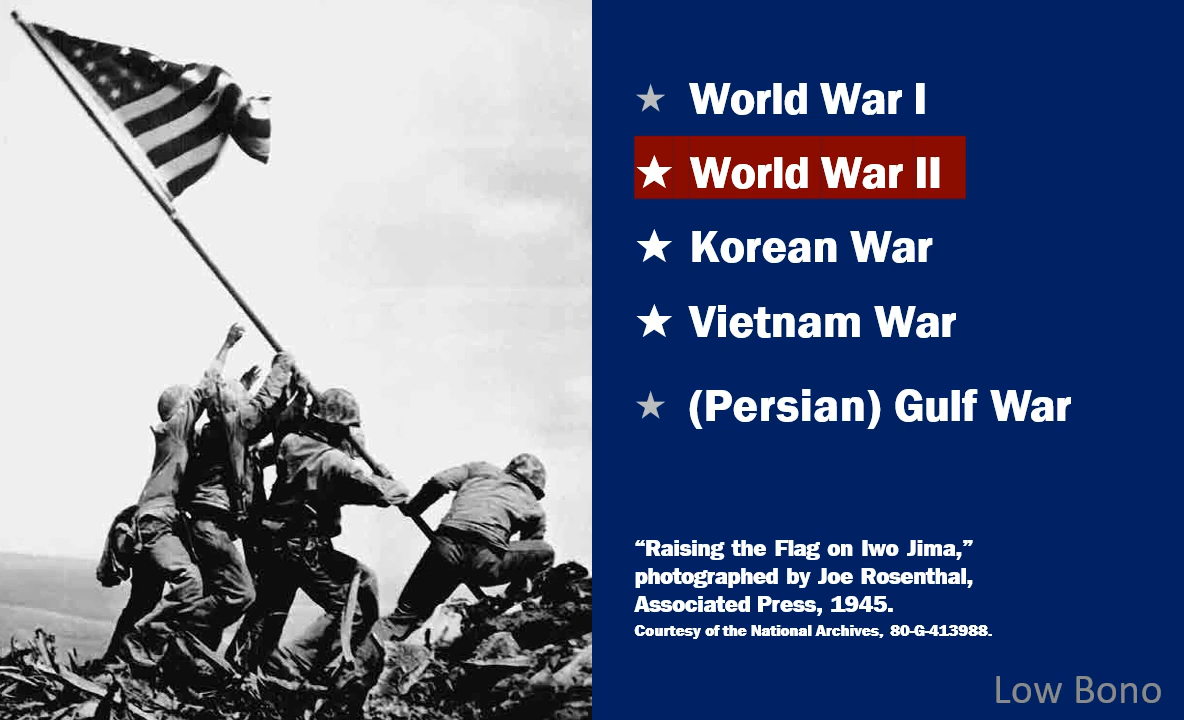 World War I
World War II
Korean War
Vietnam War
(Persian) Gulf War
“Raising the Flag on Iwo Jima,”
photographed by Joe Rosenthal,
Associated Press, 1945.
Courtesy of the National Archives, 80-G-413988.
Low Bono